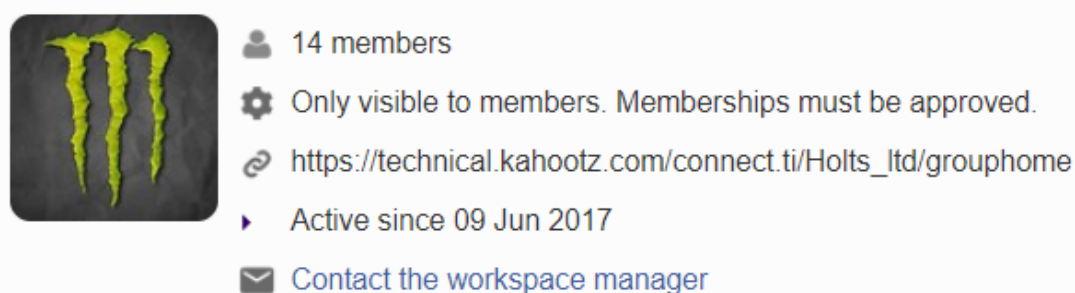 14 members
Only visible to members. Memberships must be approved.
https://technical.kahootz.com/connect.ti/Holts_ltd/grouphome
Active since 09 Jun 2017
Contact the workspace manager